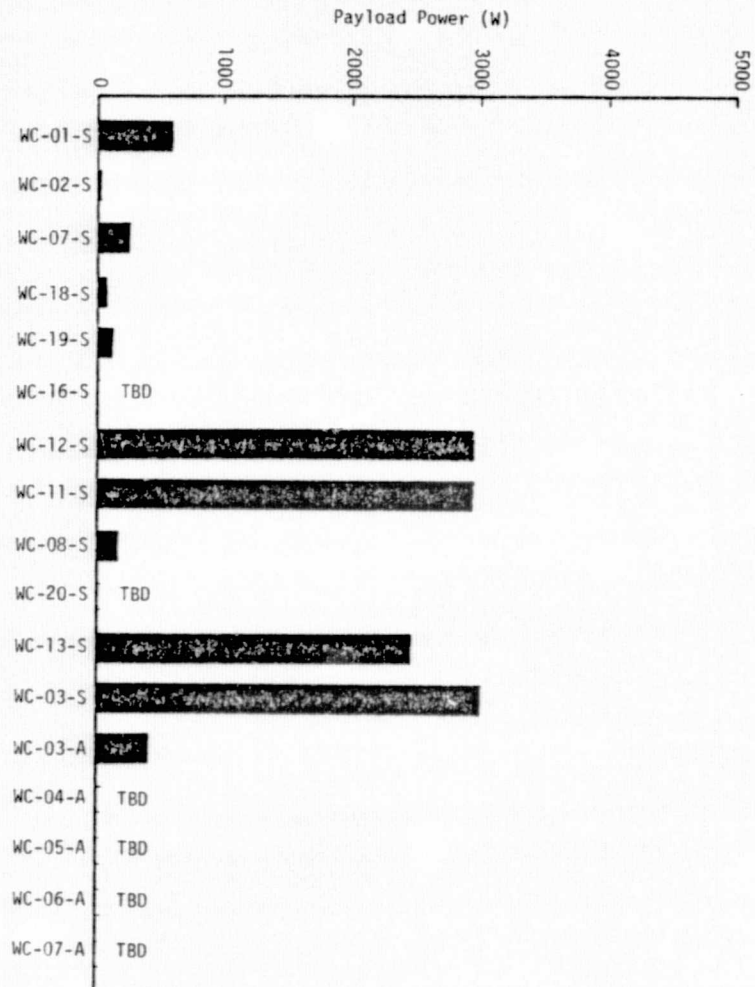 Payload Power (W)
0 1000 2000 3000 4000 5000
WC-01-S
WC-02-S
WC-07-S
WC-18-S
WC-19-S
WC-16-S TBD
WC-12-S
WC-11-S
WC-08-S
WC-20-S TBD
WC-13-S
WC-03-S
WC-03-A
WC-04-A TBD
WC-05-A TBD
WC-06-A TBD
WC-07-A TBD